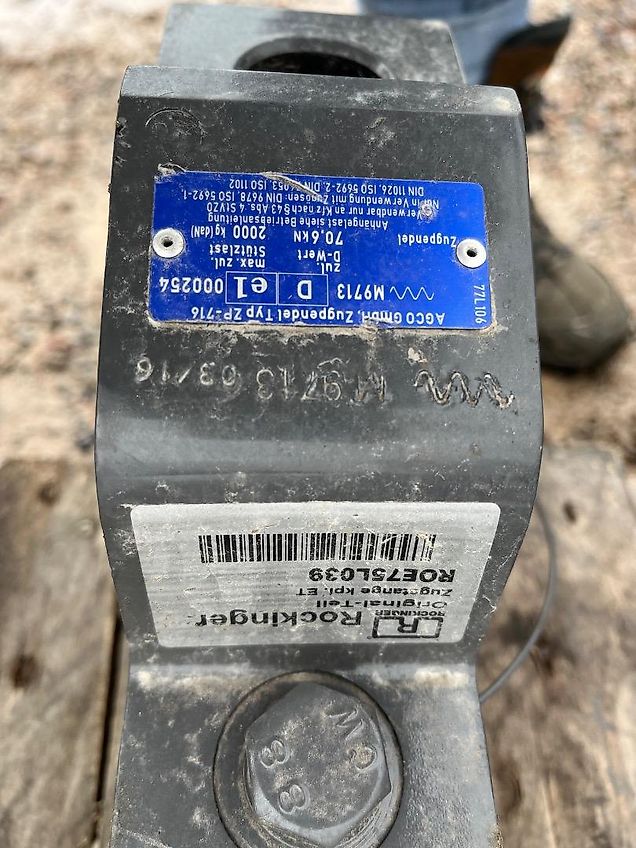 8 8
R Rockinger
ROCKINGER
Original-Teil
Zugstange kpl. ET
ROE75L039
M9713 03/16
77L106
AGCO GmbH, Zugpendel Typ ZP-716
M9713 D e1 000254
zul. max. zul.
D-Wert Stützlast
Zugpendel 70,6 kN 2000 kg (daN)
Anhängelast siehe Betriebsanleitung
Verwendbar nur an Kfz nach §43 Abs. 4 StVZO
Nur in Verwendung mit Zugösen: DIN 9678, ISO 5692-1,
DIN 11026, ISO 5692-2, DIN 74053, ISO 1102